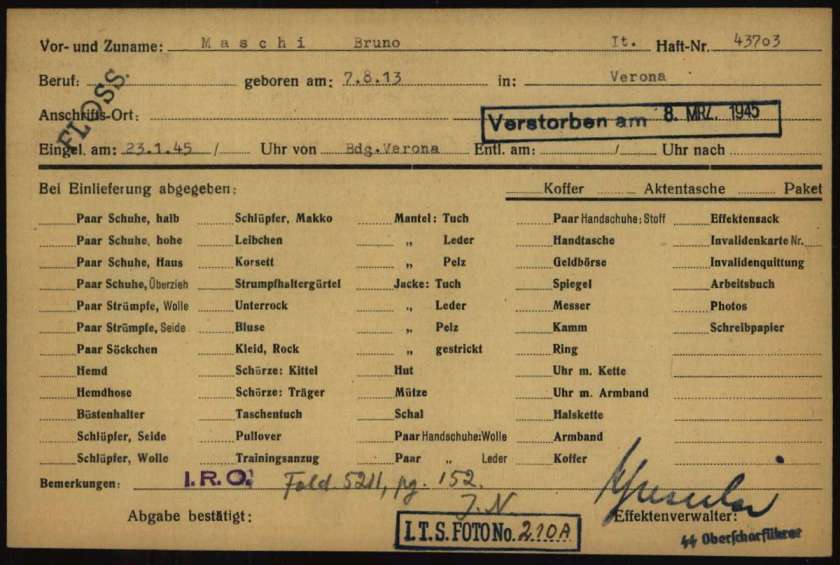 Vor- und Zuname: Maschi Bruno It. Haft-Nr. 43703
Beruf: geboren am: 7.8.13 in: Verona
FLOSS.
Anschrifts-Ort:
Verstorben am 8. MRZ. 1945
Eingel. am: 23.1.45 / Uhr von Bdg.Verona Entl. am: / Uhr nach
Bei Einlieferung abgegeben: Koffer Aktentasche Paket
Paar Schuhe, halb Schlüpfer, Makko Mantel: Tuch Paar Handschuhe: Stoff Effektensack
Paar Schuhe, hohe Leibchen „ Leder Handtasche Invalidenkarte Nr.
Paar Schuhe, Haus Korsett „ Pelz Geldbörse Invalidenquittung
Paar Schuhe, Überzieh Strumpfhaltergürtel Jacke: Tuch Spiegel Arbeitsbuch
Paar Strümpfe, Wolle Unterrock „ Leder Messer Photos
Paar Strümpfe, Seide Bluse „ Pelz Kamm Schreibpapier
Paar Söckchen Kleid, Rock „ gestrickt Ring
Hemd Schürze: Kittel Hut Uhr m. Kette
Hemdhose Schürze: Träger Mütze Uhr m. Armband
Büstenhalter Taschentuch Schal Halskette
Schlüpfer, Seide Pullover Paar Handschuhe: Wolle Armband
Schlüpfer, Wolle Trainingsanzug Paar „ Leder Koffer
Bemerkungen: I.R.O. Fold. 5211, pg. 152.
J.N
Abgabe bestätigt: Effektenverwalter:
I.T.S. FOTO No. 210A
SS Oberscharführer